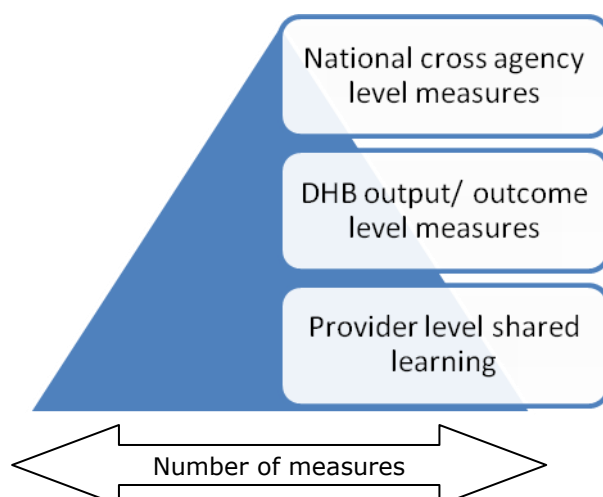 National cross agency
level measures
DHB output/ outcome
level measures
Provider level shared
learning
Number of measures